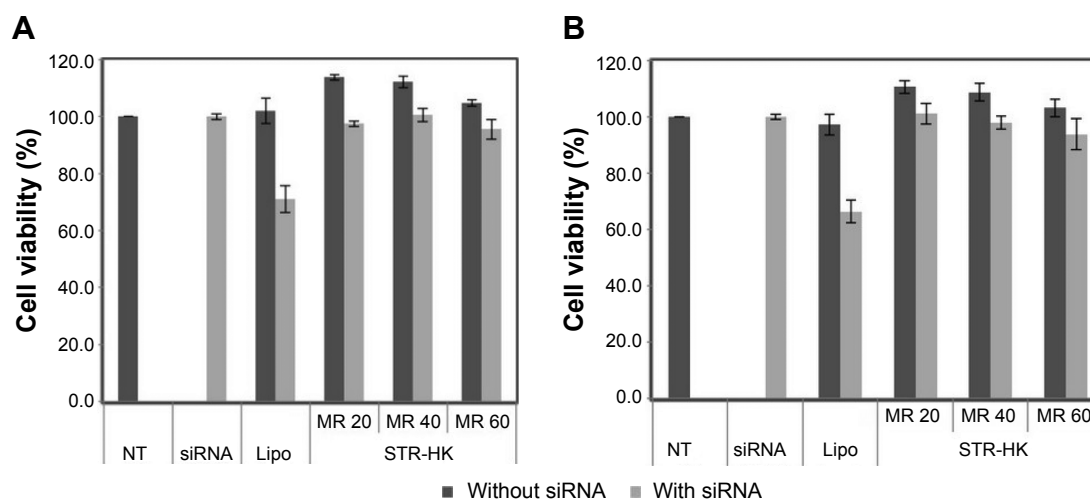 A
Cell viability (%)
120.0
100.0
80.0
60.0
40.0
20.0
0.0
MR 20 MR 40 MR 60
NT siRNA Lipo STR-HK
B
Cell viability (%)
120.0
100.0
80.0
60.0
40.0
20.0
0.0
MR 20 MR 40 MR 60
NT siRNA Lipo STR-HK
Without siRNA With siRNA